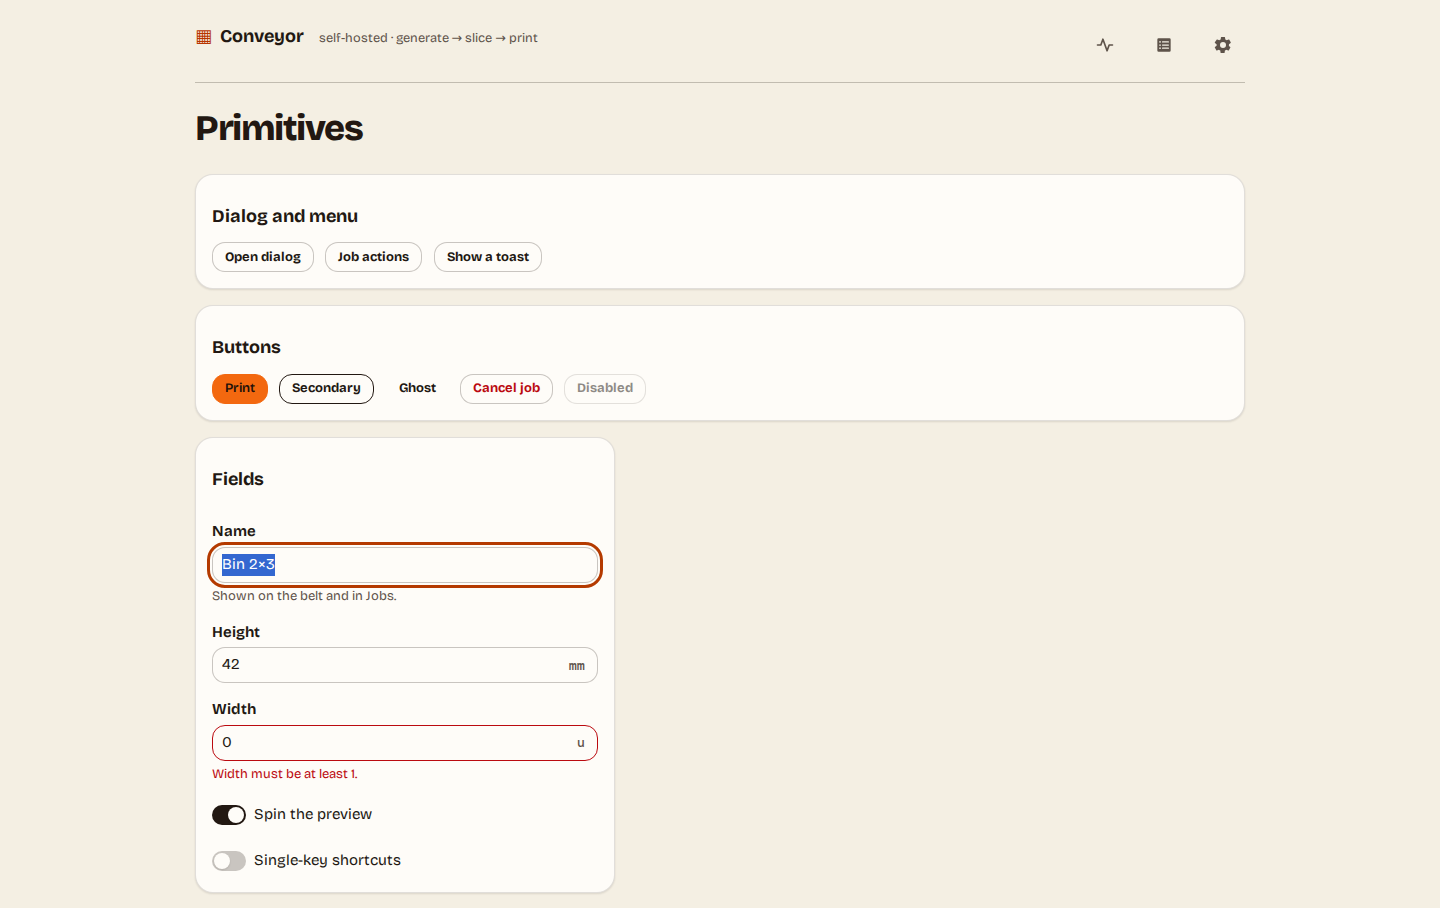 Conveyor self-hosted · generate → slice → print
Primitives
Dialog and menu
Open dialog Job actions Show a toast
Buttons
Print Secondary Ghost Cancel job Disabled
Fields
Name
Bin 2×3
Shown on the belt and in Jobs.
Height
42 mm
Width
0 u
Width must be at least 1.
Spin the preview
Single-key shortcuts